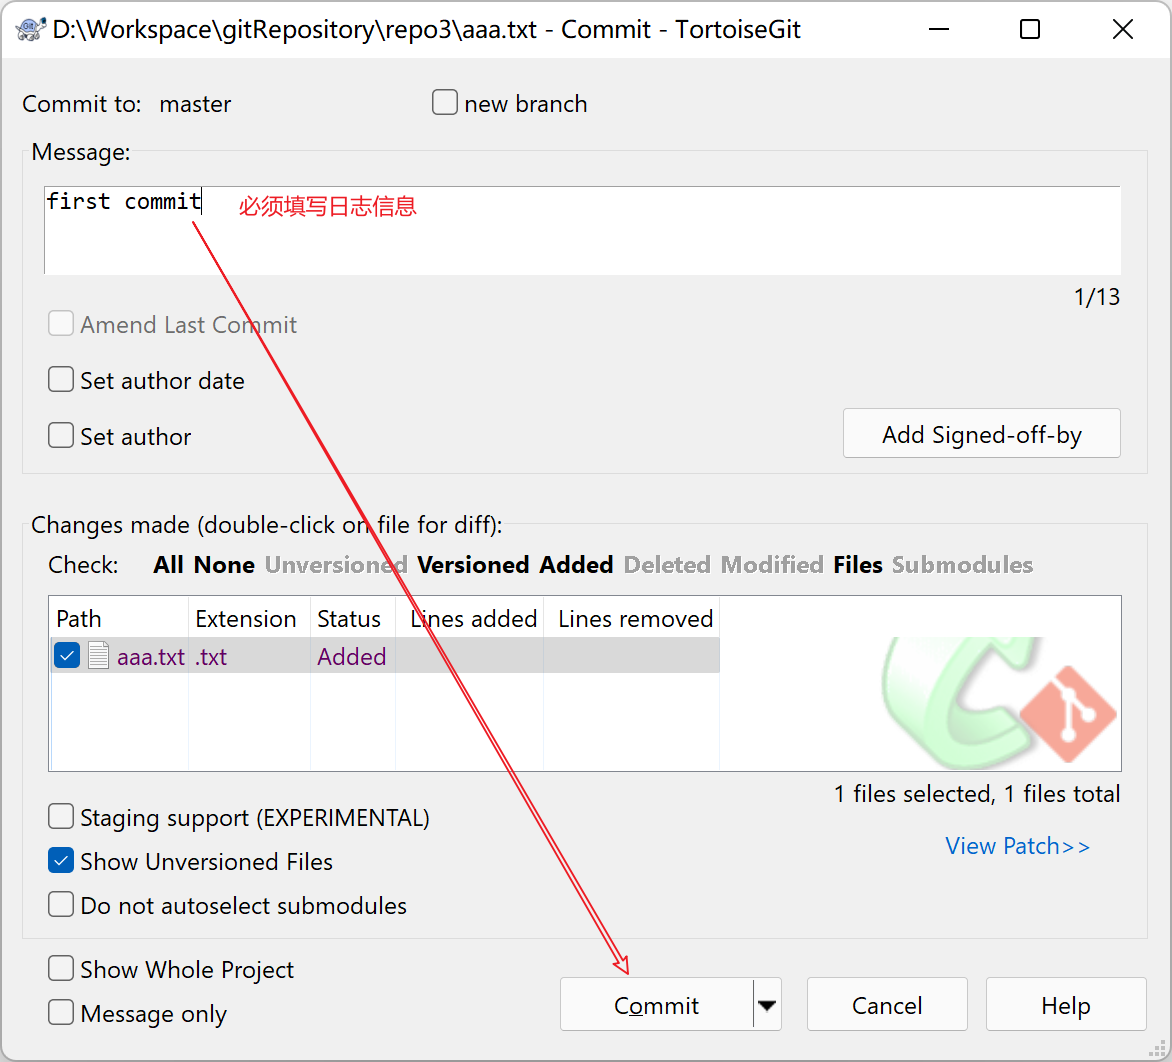 D:\Workspace\gitRepository\repo3\aaa.txt - Commit - TortoiseGit
Commit to: master new branch
Message:
first commit 必须填写日志信息
1/13
Amend Last Commit
Set author date
Set author Add Signed-off-by
Changes made (double-click on file for diff):
Check: All None Unversioned Versioned Added Deleted Modified Files Submodules
Path Extension Status Lines added Lines removed
aaa.txt .txt Added
1 files selected, 1 files total
Staging support (EXPERIMENTAL)
View Patch>>
Show Unversioned Files
Do not autoselect submodules
Show Whole Project
Message only
Commit Cancel Help